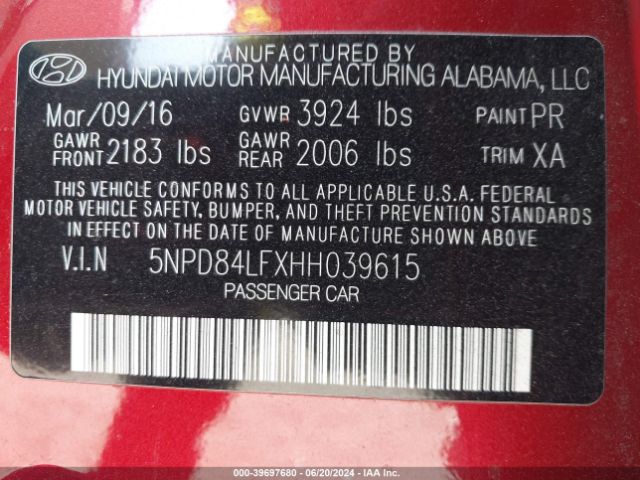 MANUFACTURED BY
HYUNDAI MOTOR MANUFACTURING ALABAMA, LLC
Mar/09/16 GVWR 3924 lbs PAINT PR
GAWR FRONT 2183 lbs GAWR REAR 2006 lbs TRIM XA
THIS VEHICLE CONFORMS TO ALL APPLICABLE U.S.A. FEDERAL
MOTOR VEHICLE SAFETY, BUMPER, AND THEFT PREVENTION STANDARDS
IN EFFECT ON THE DATE OF MANUFACTURE SHOWN ABOVE.
V.I.N 5NPD84LFXHH039615
PASSENGER CAR
000-39697680 - 06/20/2024 - IAA Inc.